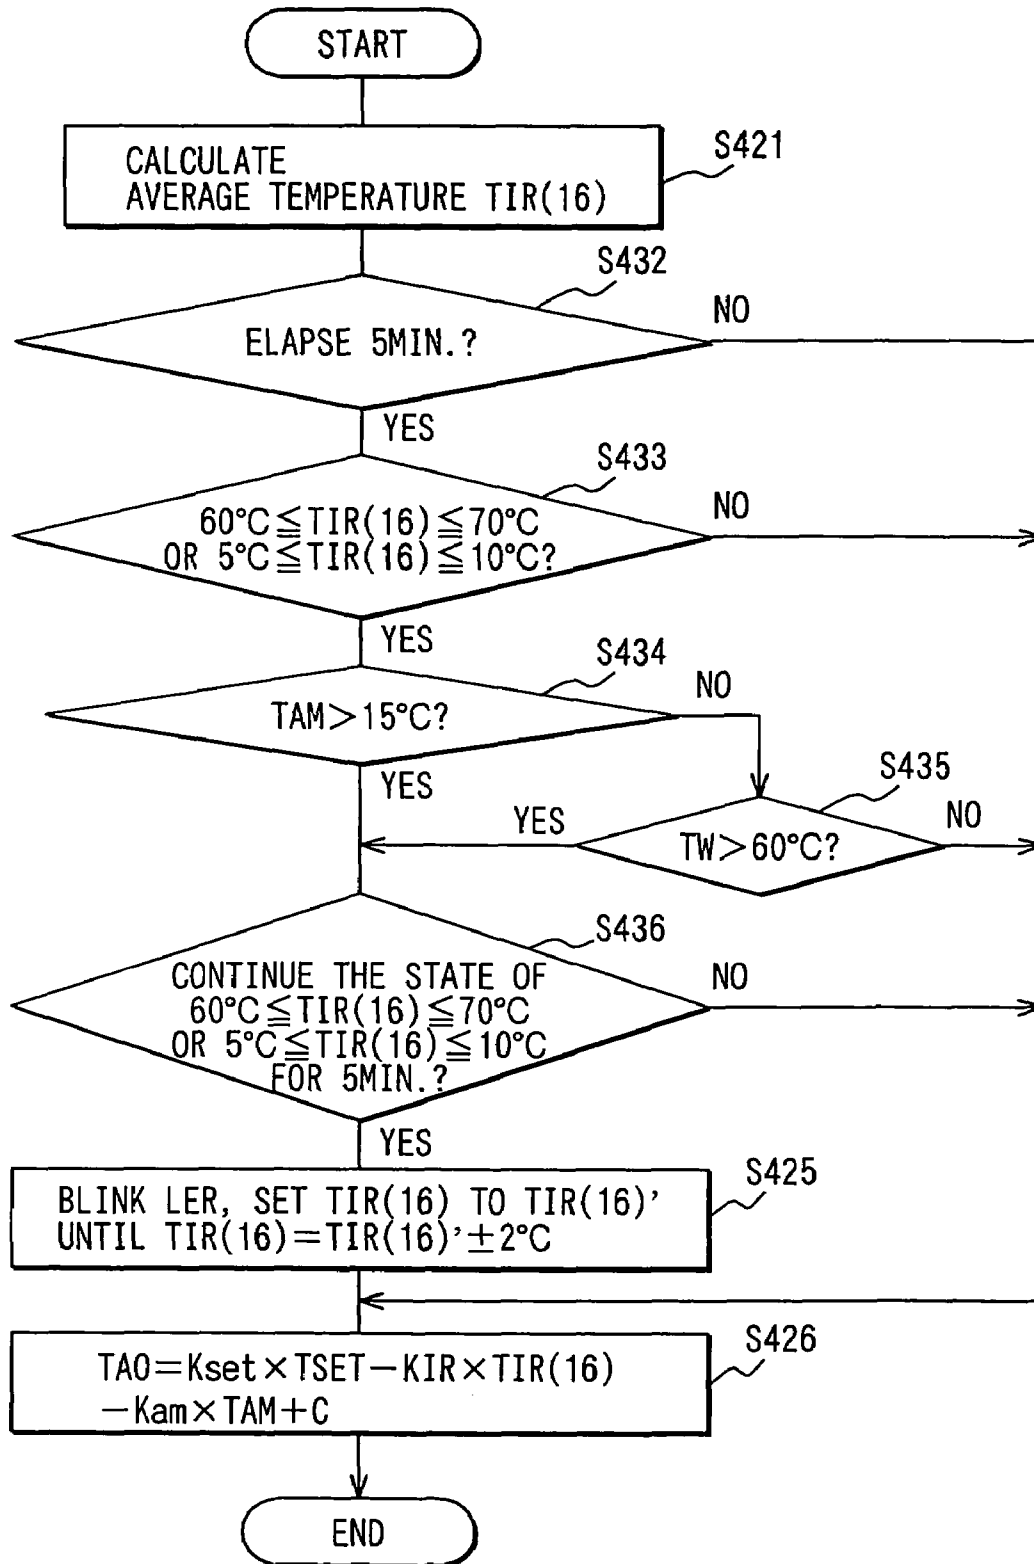 START
CALCULATE
AVERAGE TEMPERATURE TIR(16)
S421
S432
ELAPSE 5MIN.?
NO
YES
S433
60°C≦TIR(16)≦70°C
OR 5°C≦TIR(16)≦10°C?
NO
YES
S434
TAM>15°C?
NO
YES
S435
YES
TW>60°C?
NO
S436
CONTINUE THE STATE OF
60°C≦TIR(16)≦70°C
OR 5°C≦TIR(16)≦10°C
FOR 5MIN.?
NO
YES
S425
BLINK LER, SET TIR(16) TO TIR(16)'
UNTIL TIR(16)=TIR(16)'±2°C
S426
TAO=Kset×TSET−KIR×TIR(16)
−Kam×TAM+C
END